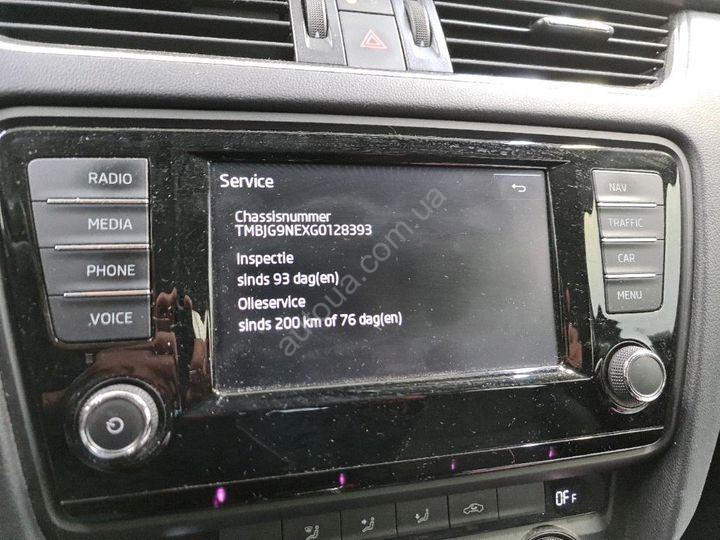 RADIO
MEDIA
PHONE
VOICE
Service
Chassisnummer
TMBJG9NEXG0128393
Inspectie
sinds 93 dag(en)
Olieservice
sinds 200 km of 76 dag(en)
autoua.com.ua
NAV
TRAFFIC
CAR
MENU
OFF